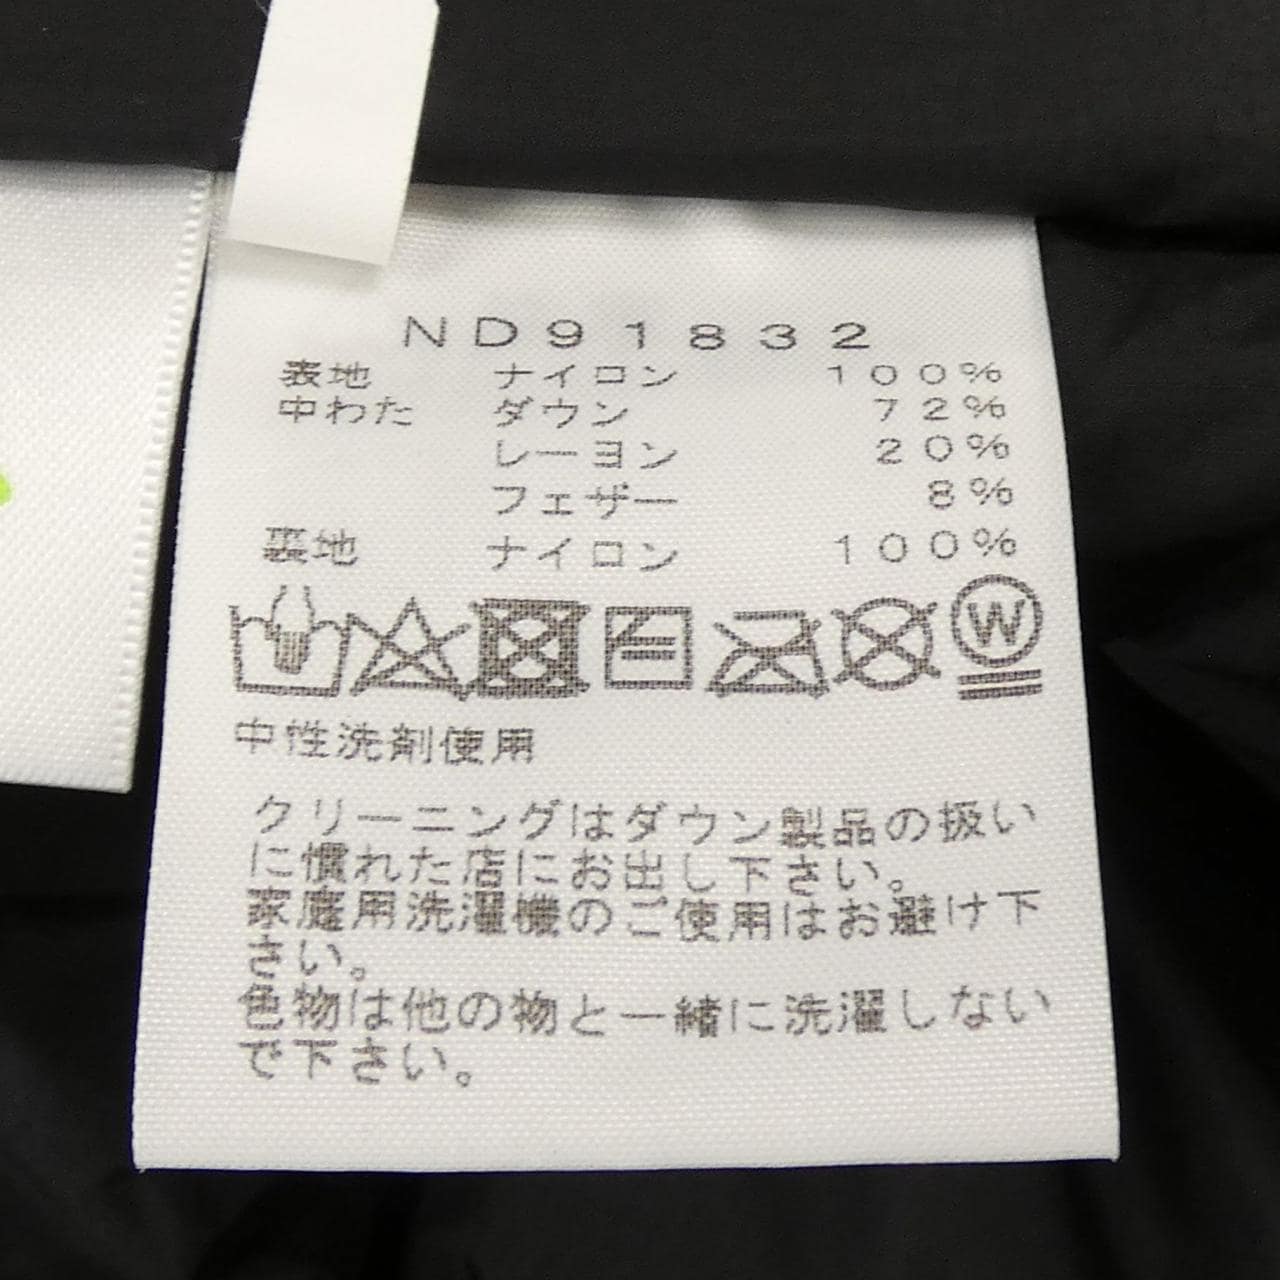 ND91832
表地 ナイロン 100%
中わた ダウン 72%
レーヨン 20%
フェザー 8%
裏地 ナイロン 100%
W
中性洗剤使用
クリーニングはダウン製品の扱い
に慣れた店にお出し下さい。
家庭用洗濯機のご使用はお避け下
さい。
色物は他の物と一緒に洗濯しない
で下さい。